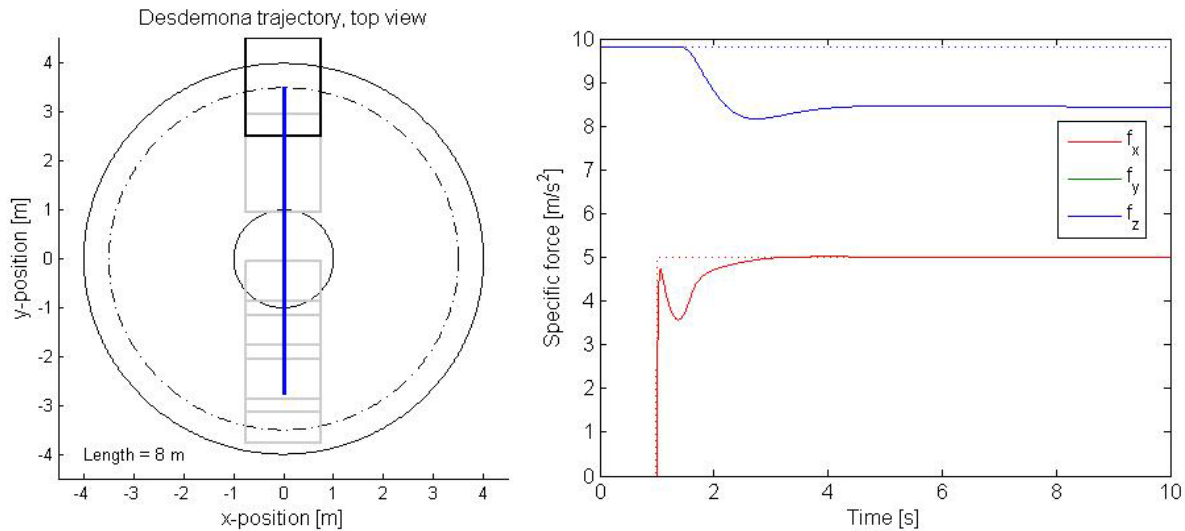 Desdemona trajectory, top view
y-position [m]
4
3
2
1
0
-1
-2
-3
-4
Length = 8 m
-4 -3 -2 -1 0 1 2 3 4
x-position [m]
Specific force [m/s²]
10
9
8
7
6
5
4
3
2
1
0
f_x
f_y
f_z
0 2 4 6 8 10
Time [s]